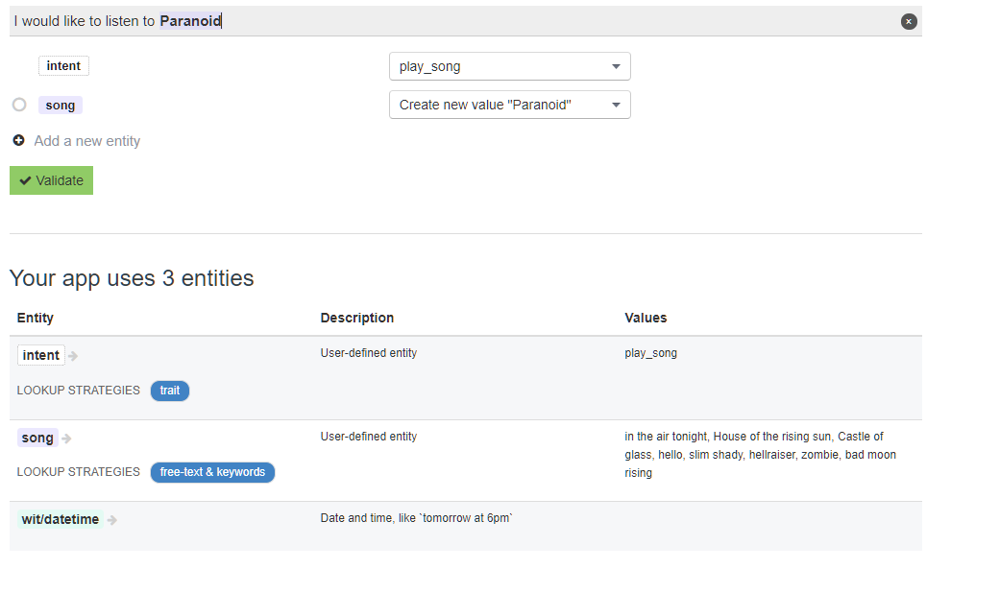 I would like to listen to Paranoid
intent play_song
song Create new value "Paranoid"
Add a new entity
Validate
Your app uses 3 entities
Entity Description Values
intent User-defined entity play_song
LOOKUP STRATEGIES trait
song User-defined entity in the air tonight, House of the rising sun, Castle of
glass, hello, slim shady, hellraiser, zombie, bad moon
LOOKUP STRATEGIES free-text & keywords rising
wit/datetime Date and time, like `tomorrow at 6pm`